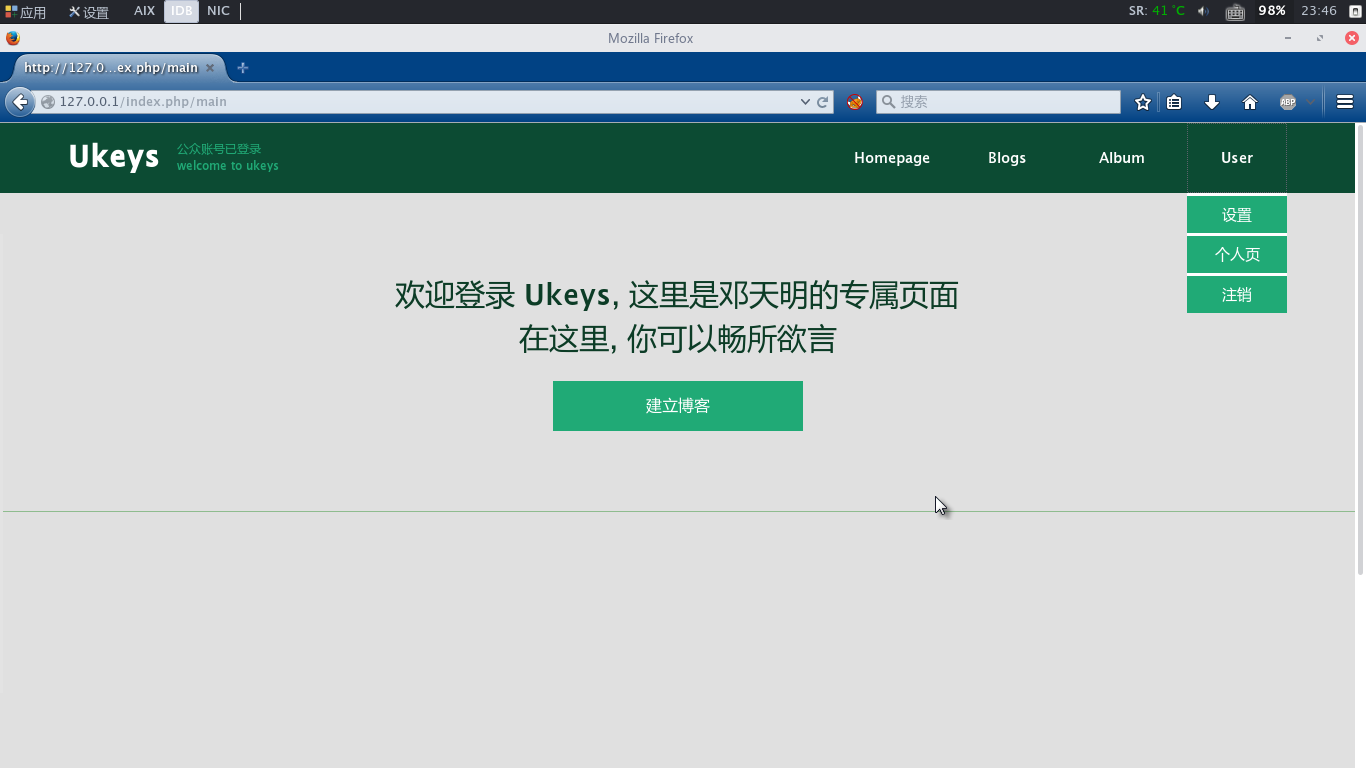 应用 设置 AIX IDB NIC SR: 41 °C 98% 23:46
Mozilla Firefox
http://127.0...ex.php/main
127.0.0.1/index.php/main 搜索 ABP
Ukeys
公众账号已登录
welcome to ukeys
Homepage Blogs Album User
设置
个人页
注销
欢迎登录 Ukeys, 这里是邓天明的专属页面
在这里, 你可以畅所欲言
建立博客